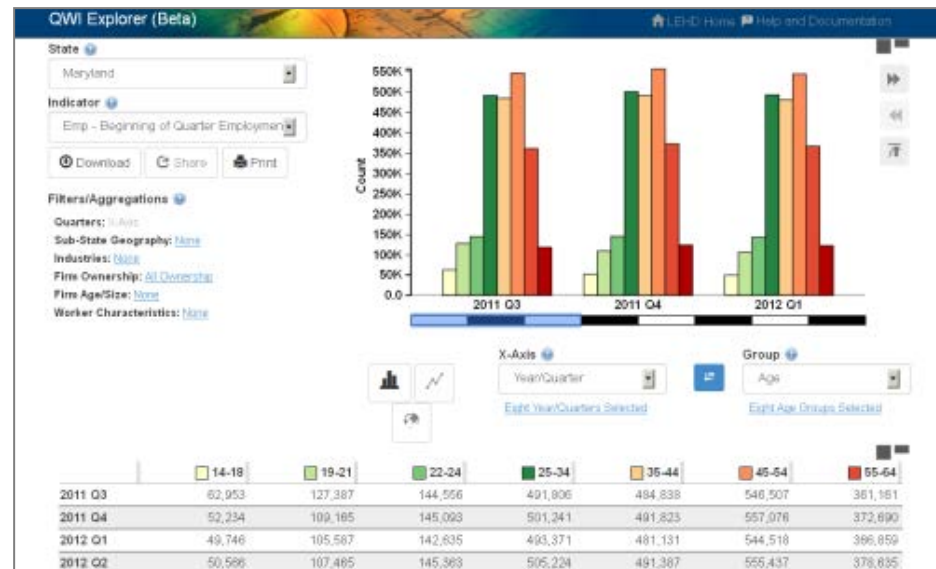 QWI Explorer (Beta)
LEHD Home Help and Documentation
State
Maryland
Indicator
Emp - Beginning of Quarter Employmen
Download Share Print
Filters/Aggregations
Quarters: X-Axis
Sub-State Geography: None
Industries: None
Firm Ownership: All Ownership
Firm Age/Size: None
Worker Characteristics: None
Count
550K
500K
450K
400K
350K
300K
250K
200K
150K
100K
50K
0.0
2011 Q3 2011 Q4 2012 Q1
X-Axis
Year/Quarter
Eight Year/Quarters Selected
Group
Age
Eight Age Groups Selected
14-18 19-21 22-24 25-34 35-44 45-54 55-64
2011 Q3 62,953 127,387 144,556 491,806 484,838 546,507 361,161
2011 Q4 52,234 109,165 145,093 501,241 491,823 557,076 372,690
2012 Q1 49,746 105,587 142,635 493,371 481,131 544,518 366,859
2012 Q2 50,566 107,465 145,363 505,224 491,387 555,437 378,635